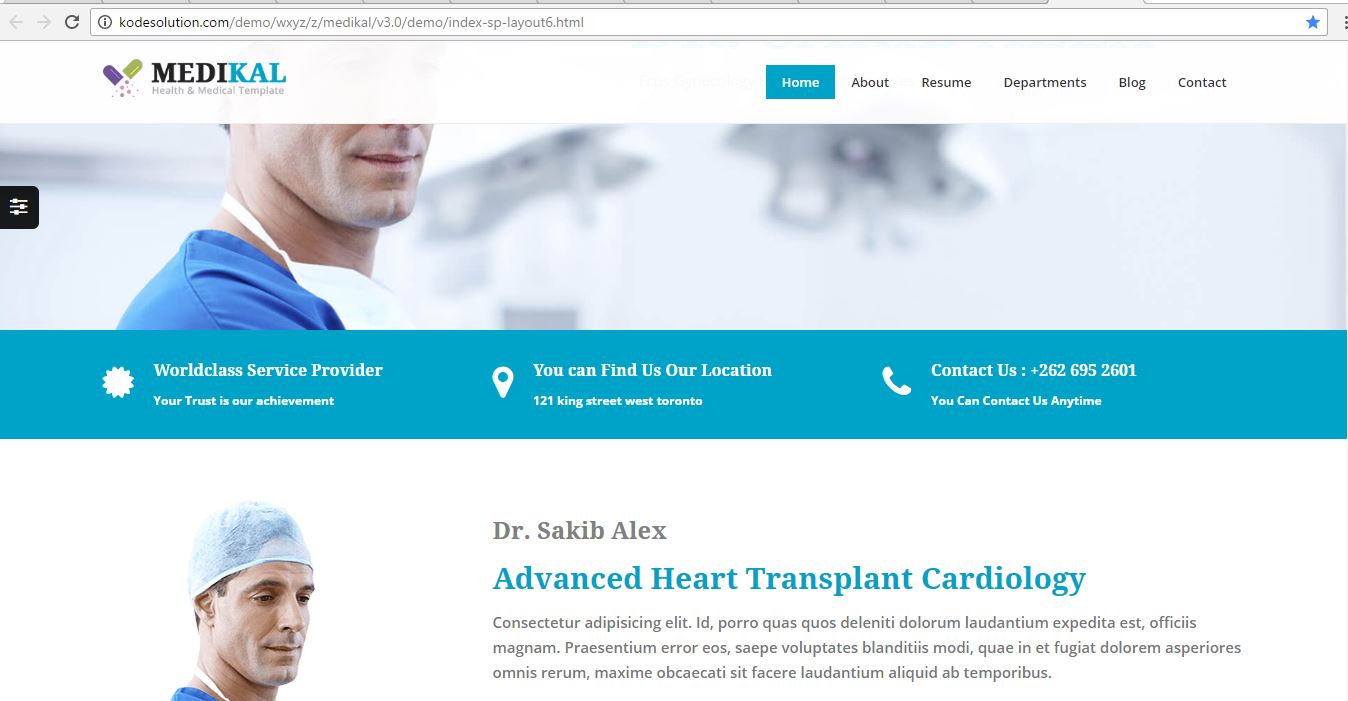 kodesolution.com/demo/wxyz/z/medikal/v3.0/demo/index-sp-layout6.html
MEDIKAL
Health & Medical Template
Fcps Gynecology
Home
About
Resume
Departments
Blog
Contact
Worldclass Service Provider
Your Trust is our achievement
You can Find Us Our Location
121 king street west toronto
Contact Us : +262 695 2601
You Can Contact Us Anytime
Dr. Sakib Alex
Advanced Heart Transplant Cardiology
Consectetur adipisicing elit. Id, porro quas quos deleniti dolorum laudantium expedita est, officiis
magnam. Praesentium error eos, saepe voluptates blanditiis modi, quae in et fugiat dolorem asperiores
omnis rerum, maxime obcaecati sit facere laudantium aliquid ab temporibus.